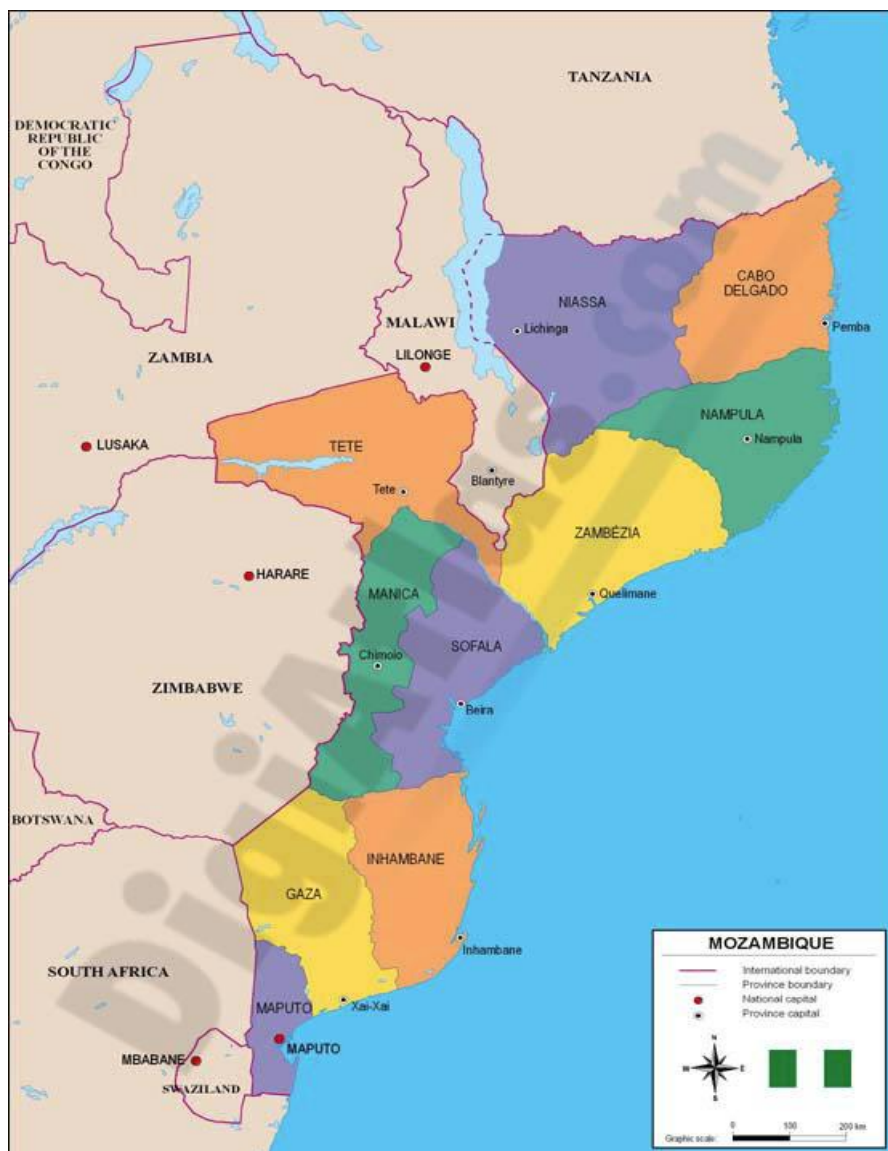 TANZANIA
DEMOCRATIC
REPUBLIC
OF THE
CONGO
CABO
DELGADO
NIASSA
Lichinga
Pemba
MALAWI
ZAMBIA
LILONGE
NAMPULA
LUSAKA
TETE
Nampula
Blantyre
Tete
ZAMBÉZIA
HARARE
MANICA
Quelimane
SOFALA
Chimoio
ZIMBABWE
Beira
BOTSWANA
INHAMBANE
GAZA
Inhambane
SOUTH AFRICA
MAPUTO
Xai-Xai
MAPUTO
MBABANE
SWAZILAND
MOZAMBIQUE
International boundary
Province boundary
National capital
Province capital
N
W
E
S
Graphic scale:
0
100
200 km
DigiAtlas.com